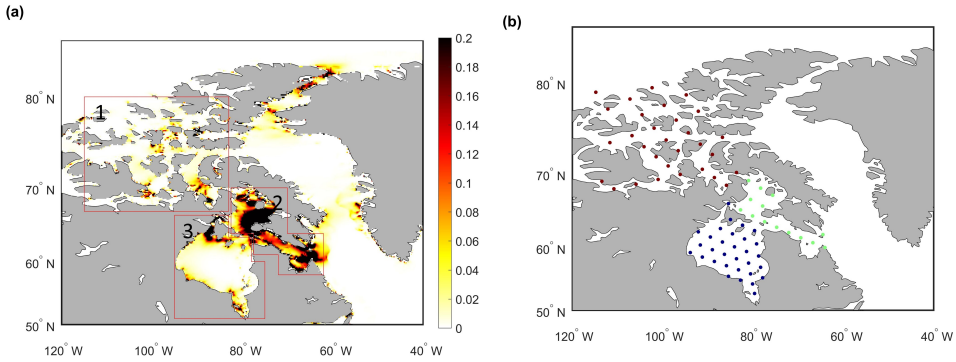 (a)
(b)
0.2
0.18
0.16
0.14
0.12
0.1
0.08
0.06
0.04
0.02
0
80° N
70° N
60° N
50° N
120° W
100° W
80° W
60° W
40° W
1
2
3
80° N
70° N
60° N
50° N
120° W
100° W
80° W
60° W
40° W